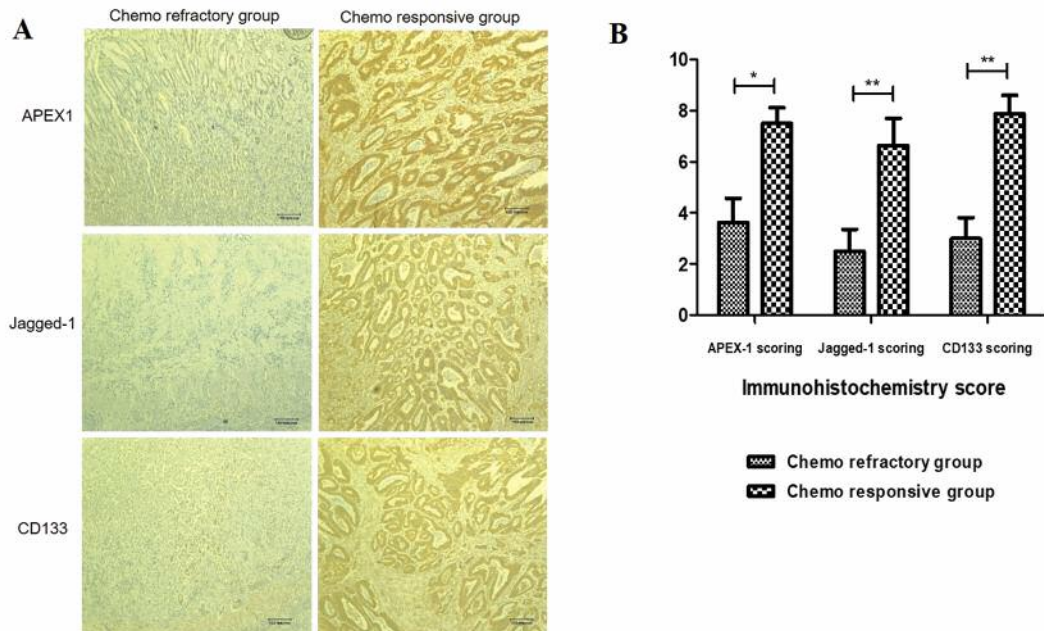 A
Chemo refractory group
Chemo responsive group
APEX1
Jagged-1
CD133
B
10
8
6
4
2
0
*
**
**
APEX-1 scoring
Jagged-1 scoring
CD133 scoring
Immunohistochemistry score
Chemo refractory group
Chemo responsive group